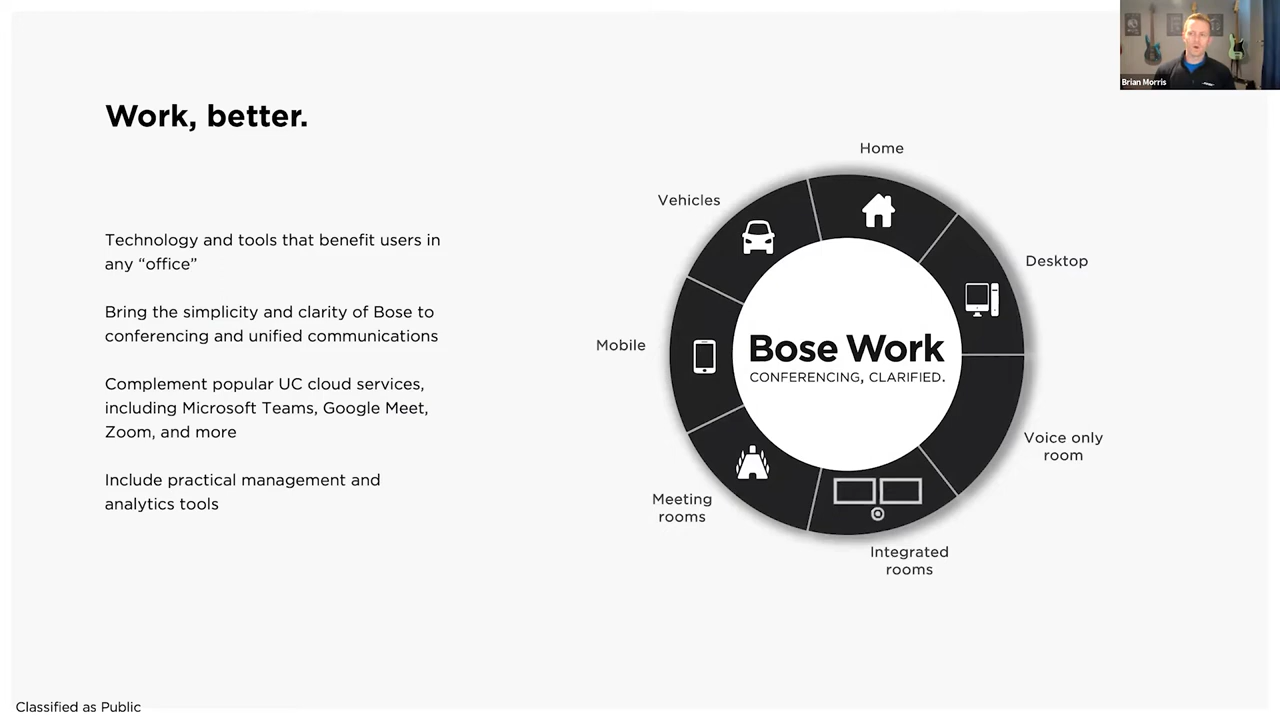 Brian Morris
Work, better.
Technology and tools that benefit users in
any “office”
Bring the simplicity and clarity of Bose to
conferencing and unified communications
Complement popular UC cloud services,
including Microsoft Teams, Google Meet,
Zoom, and more
Include practical management and
analytics tools
Home
Vehicles
Desktop
Mobile
Bose Work
CONFERENCING, CLARIFIED.
Voice only
room
Meeting
rooms
Integrated
rooms
Classified as Public